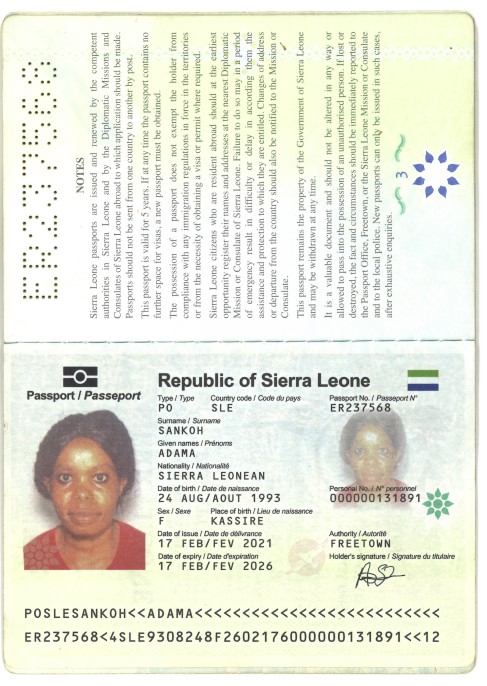 ER237568
NOTES
Sierra Leone passports are issued and renewed by the competent
authorities in Sierra Leone and by the Diplomatic Missions and
Consulates of Sierra Leone abroad to which application should be made.
Passports should not be sent from one country to another by post.
This passport is valid for 5 years. If at any time the passport contains no
further space for visas, a new passport must be obtained.
The possession of a passport does not exempt the holder from
compliance with any immigration regulations in force in the territories
or from the necessity of obtaining a visa or permit where required.
Sierra Leone citizens who are resident abroad should at the earliest
opportunity register their names and addresses at the nearest Diplomatic
Mission or Consulate of Sierra Leone. Failure to do so may in a period
of emergency result in difficulty or delay in according them the
assistance and protection to which they are entitled. Changes of address
or departure from the country should also be notified to the Mission or
Consulate.
This passport remains the property of the Government of Sierra Leone
and may be withdrawn at any time.
It is a valuable document and should not be altered in any way or
allowed to pass into the possession of an unauthorised person. If lost or
destroyed, the fact and circumstances should be immediately reported to
the Passport Office, Freetown, or the Sierra Leone Mission or Consulate
and to the local police. New passports can only be issued in such cases,
after exhaustive enquiries.
3
Passport / Passeport
Republic of Sierra Leone
Type / Type Country code / Code du pays Passport No. / Passeport N°
PO SLE ER237568
Surname / Surname
SANKOH
Given names / Prénoms
ADAMA
Nationality / Nationalité
SIERRA LEONEAN
Date of birth / Date de naissance Personal No. / N° personnel
24 AUG/AOUT 1993 000000131891
Sex / Sexe Place of birth / Lieu de naissance
F KASSIRE
Date of issue / Date de délivrance Authority / Autorité
17 FEB/FEV 2021 FREETOWN
Date of expiry / Date d'expiration Holder's signature / Signature du titulaire
17 FEB/FEV 2026
POSLESANKOH<<ADAMA<<<<<<<<<<<<<<<<<<<<<<<<<<
ER237568<4SLE9308248F2602176000000131891<<12